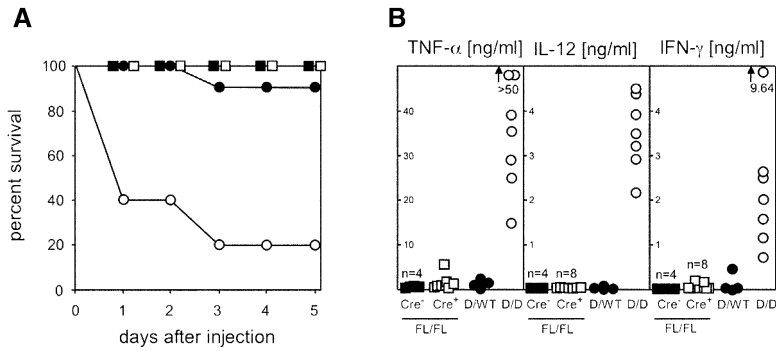 A
percent survival
100
80
60
40
20
0
0 1 2 3 4 5
days after injection
B
TNF-α [ng/ml] IL-12 [ng/ml] IFN-γ [ng/ml]
>50 9.64
40 4 4
30 3 3
20 2 2
10 1 1
n=4 n=4 n=8 n=4 n=8
Cre⁻ Cre⁺ D/WT D/D Cre⁻ Cre⁺ D/WT D/D Cre⁻ Cre⁺ D/WT D/D
FL/FL FL/FL FL/FL